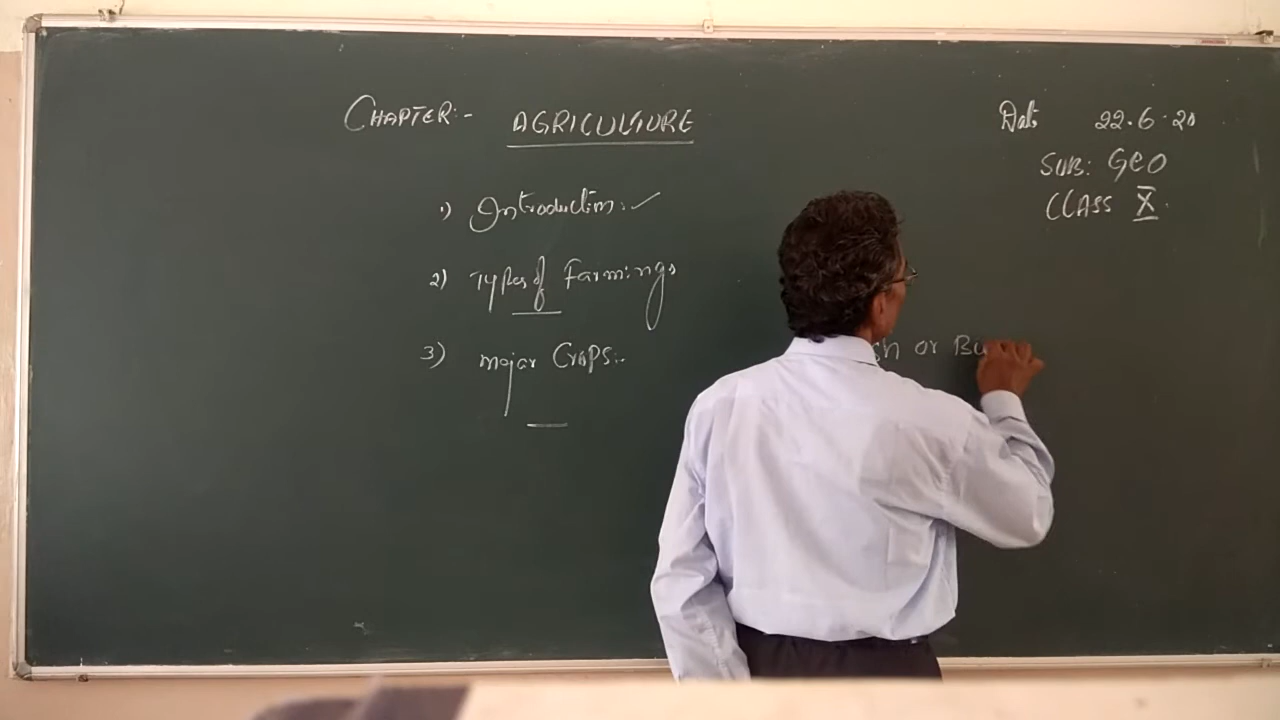 CHAPTER:- AGRICULTURE
Date 22.6.20
SUB: Geo
CLASS X.
1) Introduction:
2) Types of Farmings
3) Major Crops:-
or Bu